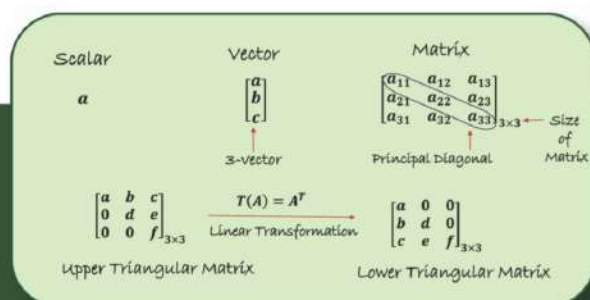 Scalar
Vector
Matrix
a
[a
b
c]
[a₁₁ a₁₂ a₁₃
a₂₁ a₂₂ a₂₃
a₃₁ a₃₂ a₃₃]₃×₃
Size
of
Matrix
3-Vector
Principal Diagonal
[a b c
0 d e
0 0 f]₃×₃
T(A) = Aᵀ
Linear Transformation
[a 0 0
b d 0
c e f]₃×₃
Upper Triangular Matrix
Lower Triangular Matrix